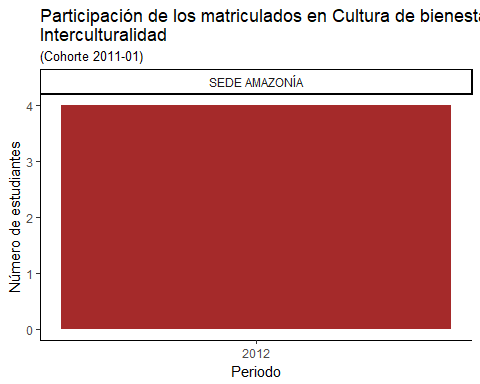 Participación de los matriculados en Cultura de
Interculturalidad
(Cohorte 2011-01)
SEDE AMAZONÍA
4
3
2
1
0
Número de estudiantes
2012
Periodo